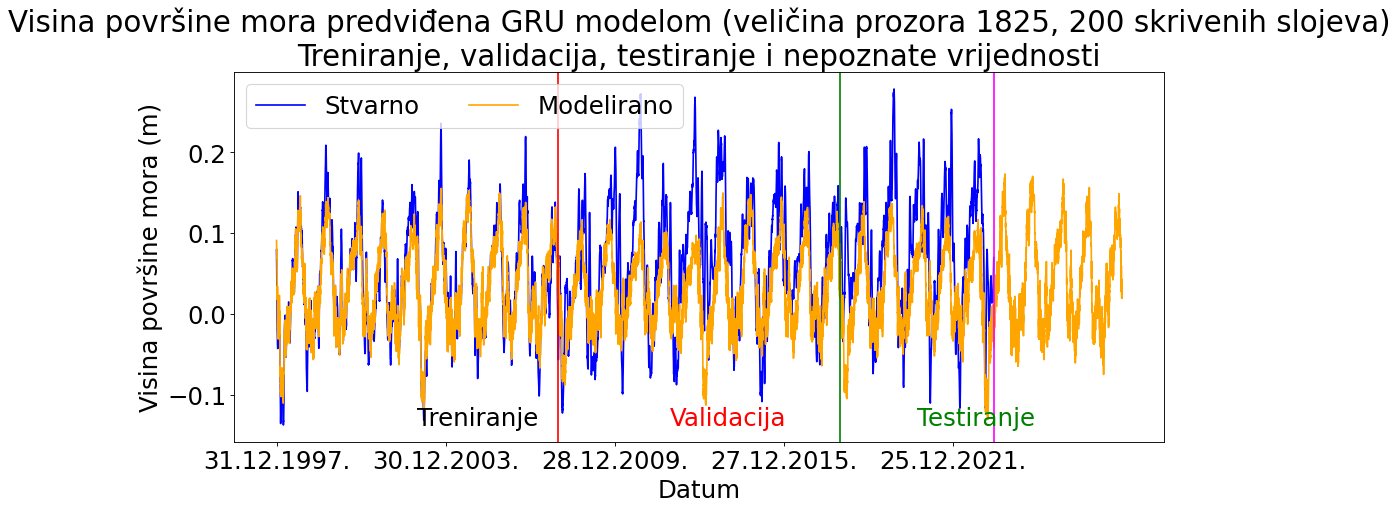 Visina površine mora predviđena GRU modelom (veličina prozora 1825, 200 skrivenih slojeva)
Treniranje, validacija, testiranje i nepoznate vrijednosti
Stvarno Modelirano
Visina površine mora (m)
0.2
0.1
0.0
−0.1
Treniranje Validacija Testiranje
31.12.1997. 30.12.2003. 28.12.2009. 27.12.2015. 25.12.2021.
Datum